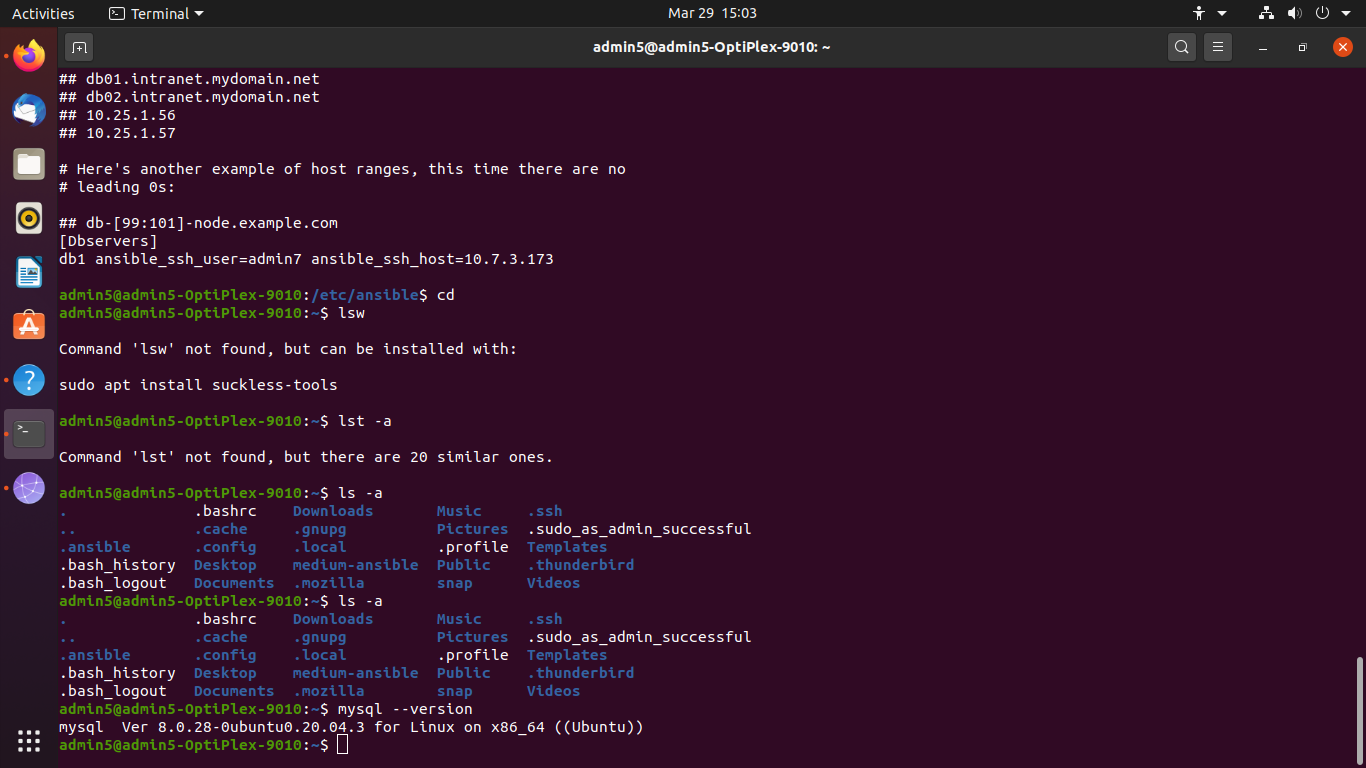 Activities Terminal Mar 29 15:03
admin5@admin5-OptiPlex-9010: ~
## db01.intranet.mydomain.net
## db02.intranet.mydomain.net
## 10.25.1.56
## 10.25.1.57
# Here's another example of host ranges, this time there are no
# leading 0s:
## db-[99:101]-node.example.com
[Dbservers]
db1 ansible_ssh_user=admin7 ansible_ssh_host=10.7.3.173
admin5@admin5-OptiPlex-9010:/etc/ansible$ cd
admin5@admin5-OptiPlex-9010:~$ lsw
Command 'lsw' not found, but can be installed with:
sudo apt install suckless-tools
admin5@admin5-OptiPlex-9010:~$ lst -a
Command 'lst' not found, but there are 20 similar ones.
admin5@admin5-OptiPlex-9010:~$ ls -a
. .bashrc Downloads Music .ssh
.. .cache .gnupg Pictures .sudo_as_admin_successful
.ansible .config .local .profile Templates
.bash_history Desktop medium-ansible Public .thunderbird
.bash_logout Documents .mozilla snap Videos
admin5@admin5-OptiPlex-9010:~$ ls -a
. .bashrc Downloads Music .ssh
.. .cache .gnupg Pictures .sudo_as_admin_successful
.ansible .config .local .profile Templates
.bash_history Desktop medium-ansible Public .thunderbird
.bash_logout Documents .mozilla snap Videos
admin5@admin5-OptiPlex-9010:~$ mysql --version
mysql  Ver 8.0.28-0ubuntu0.20.04.3 for Linux on x86_64 ((Ubuntu))
admin5@admin5-OptiPlex-9010:~$